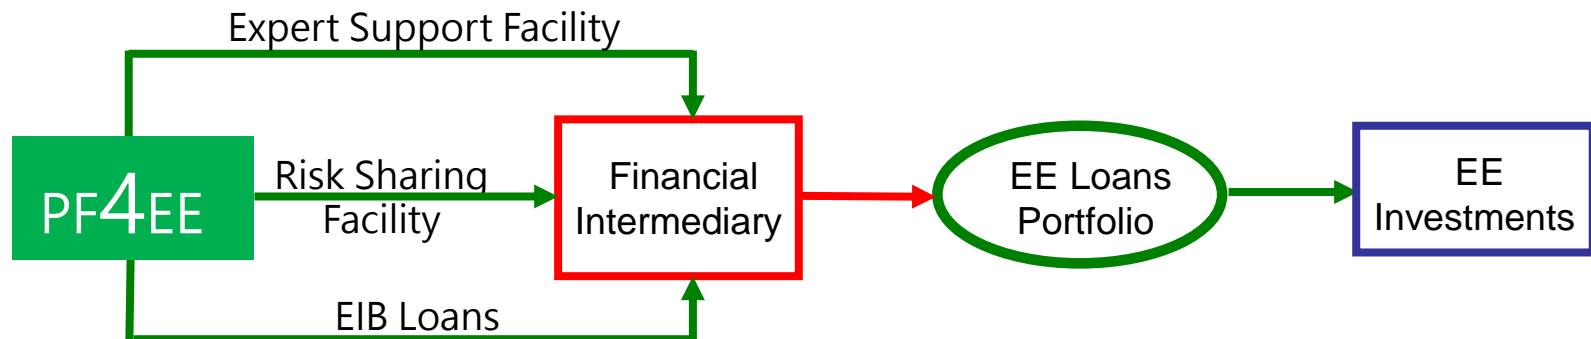 Expert Support Facility
PF4EE
Risk Sharing
Facility
EIB Loans
Financial
Intermediary
EE Loans
Portfolio
EE
Investments